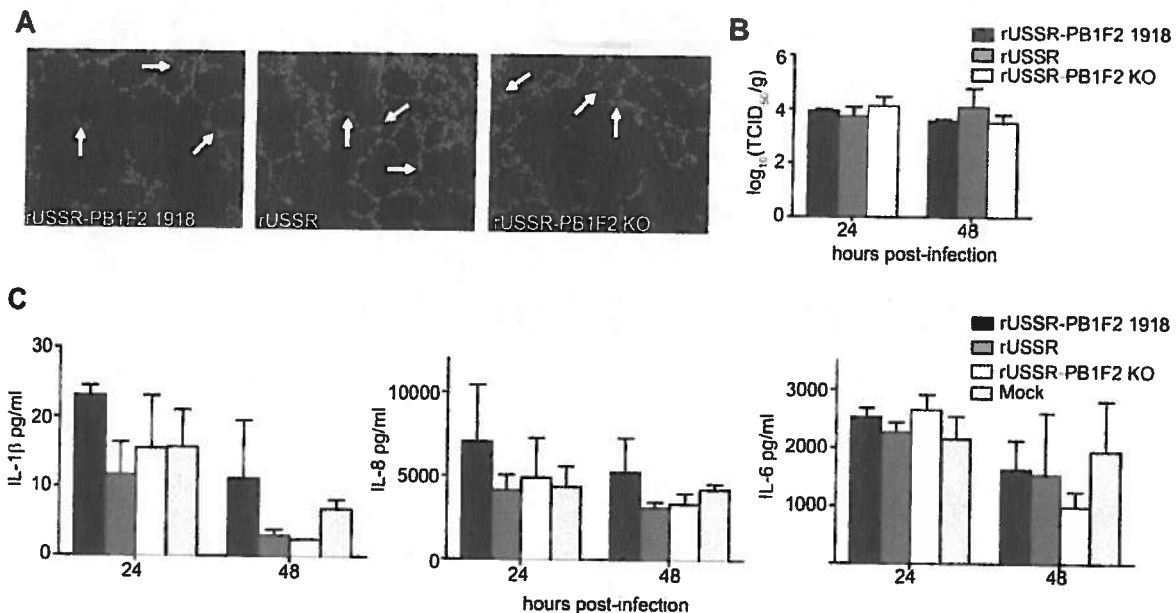 A
rUSSR-PB1F2 1918
rUSSR
rUSSR-PB1F2 KO
B
rUSSR-PB1F2 1918
rUSSR
rUSSR-PB1F2 KO
log10(TCID50/g)
6
4
2
0
24
48
hours post-infection
C
IL-1β pg/ml
30
20
10
0
24
48
IL-8 pg/ml
10000
5000
0
24
48
hours post-infection
rUSSR-PB1F2 1918
rUSSR
rUSSR-PB1F2 KO
Mock
IL-6 pg/ml
3000
2000
1000
24
48